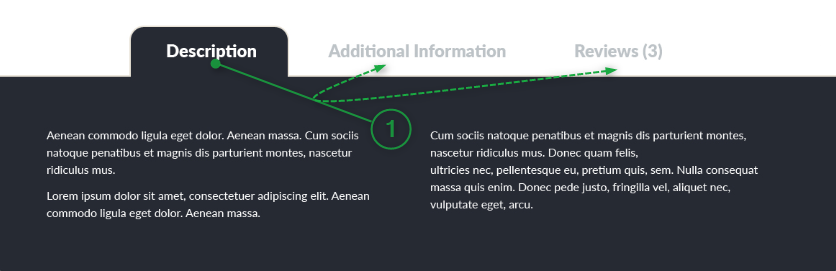 Description
Additional Information
Reviews (3)
1
Aenean commodo ligula eget dolor. Aenean massa. Cum sociis
natoque penatibus et magnis dis parturient montes, nascetur
ridiculus mus.
Lorem ipsum dolor sit amet, consectetuer adipiscing elit. Aenean
commodo ligula eget dolor. Aenean massa.
Cum sociis natoque penatibus et magnis dis parturient montes,
nascetur ridiculus mus. Donec quam felis,
ultricies nec, pellentesque eu, pretium quis, sem. Nulla consequat
massa quis enim. Donec pede justo, fringilla vel, aliquet nec,
vulputate eget, arcu.